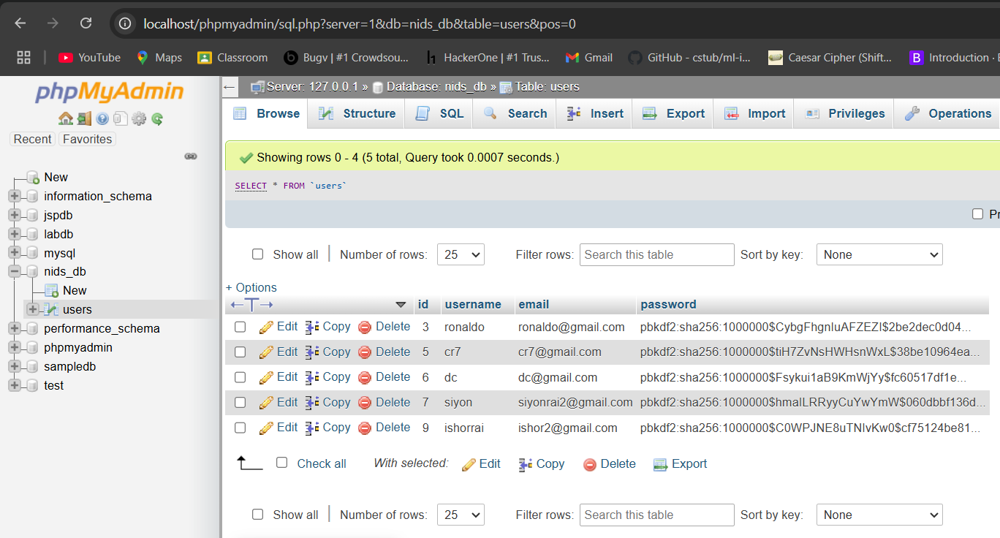 localhost/phpmyadmin/sql.php?server=1&db=nids_db&table=users&pos=0
YouTube Maps Classroom Bugv | #1 Crowdsou... HackerOne | #1 Trus... Gmail GitHub - cstub/ml-i... Caesar Cipher (Shift... Introduction ·
phpMyAdmin
Recent Favorites
New
information_schema
jspdb
labdb
mysql
nids_db
New
users
performance_schema
phpmyadmin
sampledb
test
Server: 127.0.0.1 » Database: nids_db » Table: users
Browse Structure SQL Search Insert Export Import Privileges Operations
Showing rows 0 - 4 (5 total, Query took 0.0007 seconds.)
SELECT * FROM `users`
Pr
Show all Number of rows: 25 Filter rows: Search this table Sort by key: None
+ Options
id username email password
Edit Copy Delete 3 ronaldo ronaldo@gmail.com pbkdf2:sha256:1000000$CybgFhgnIuAFZEZI$2be2dec0d04...
Edit Copy Delete 5 cr7 cr7@gmail.com pbkdf2:sha256:1000000$tiH7ZvNsHWHsnWxL$38be10964ea...
Edit Copy Delete 6 dc dc@gmail.com pbkdf2:sha256:1000000$Fsykui1aB9KmWjYy$fc60517df1e...
Edit Copy Delete 7 siyon siyonrai2@gmail.com pbkdf2:sha256:1000000$hmalLRRyyCuYwYmW$060dbbf136d...
Edit Copy Delete 9 ishorrai ishor2@gmail.com pbkdf2:sha256:1000000$C0WPJNE8uTNIvKw0$cf75124be81...
Check all With selected: Edit Copy Delete Export
Show all Number of rows: 25 Filter rows: Search this table Sort by key: None